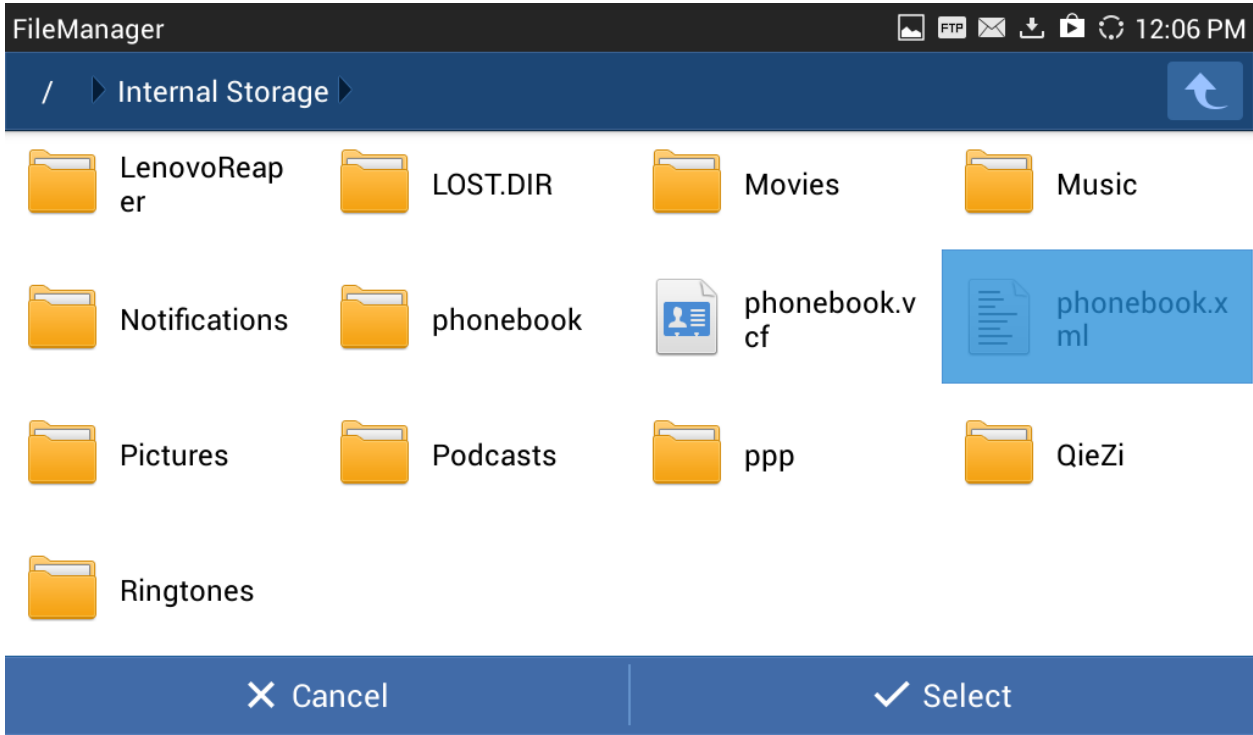 FileManager
FTP
12:06 PM
/
Internal Storage
LenovoReap
er
LOST.DIR
Movies
Music
Notifications
phonebook
phonebook.v
cf
phonebook.x
ml
Pictures
Podcasts
ppp
QieZi
Ringtones
Cancel
Select